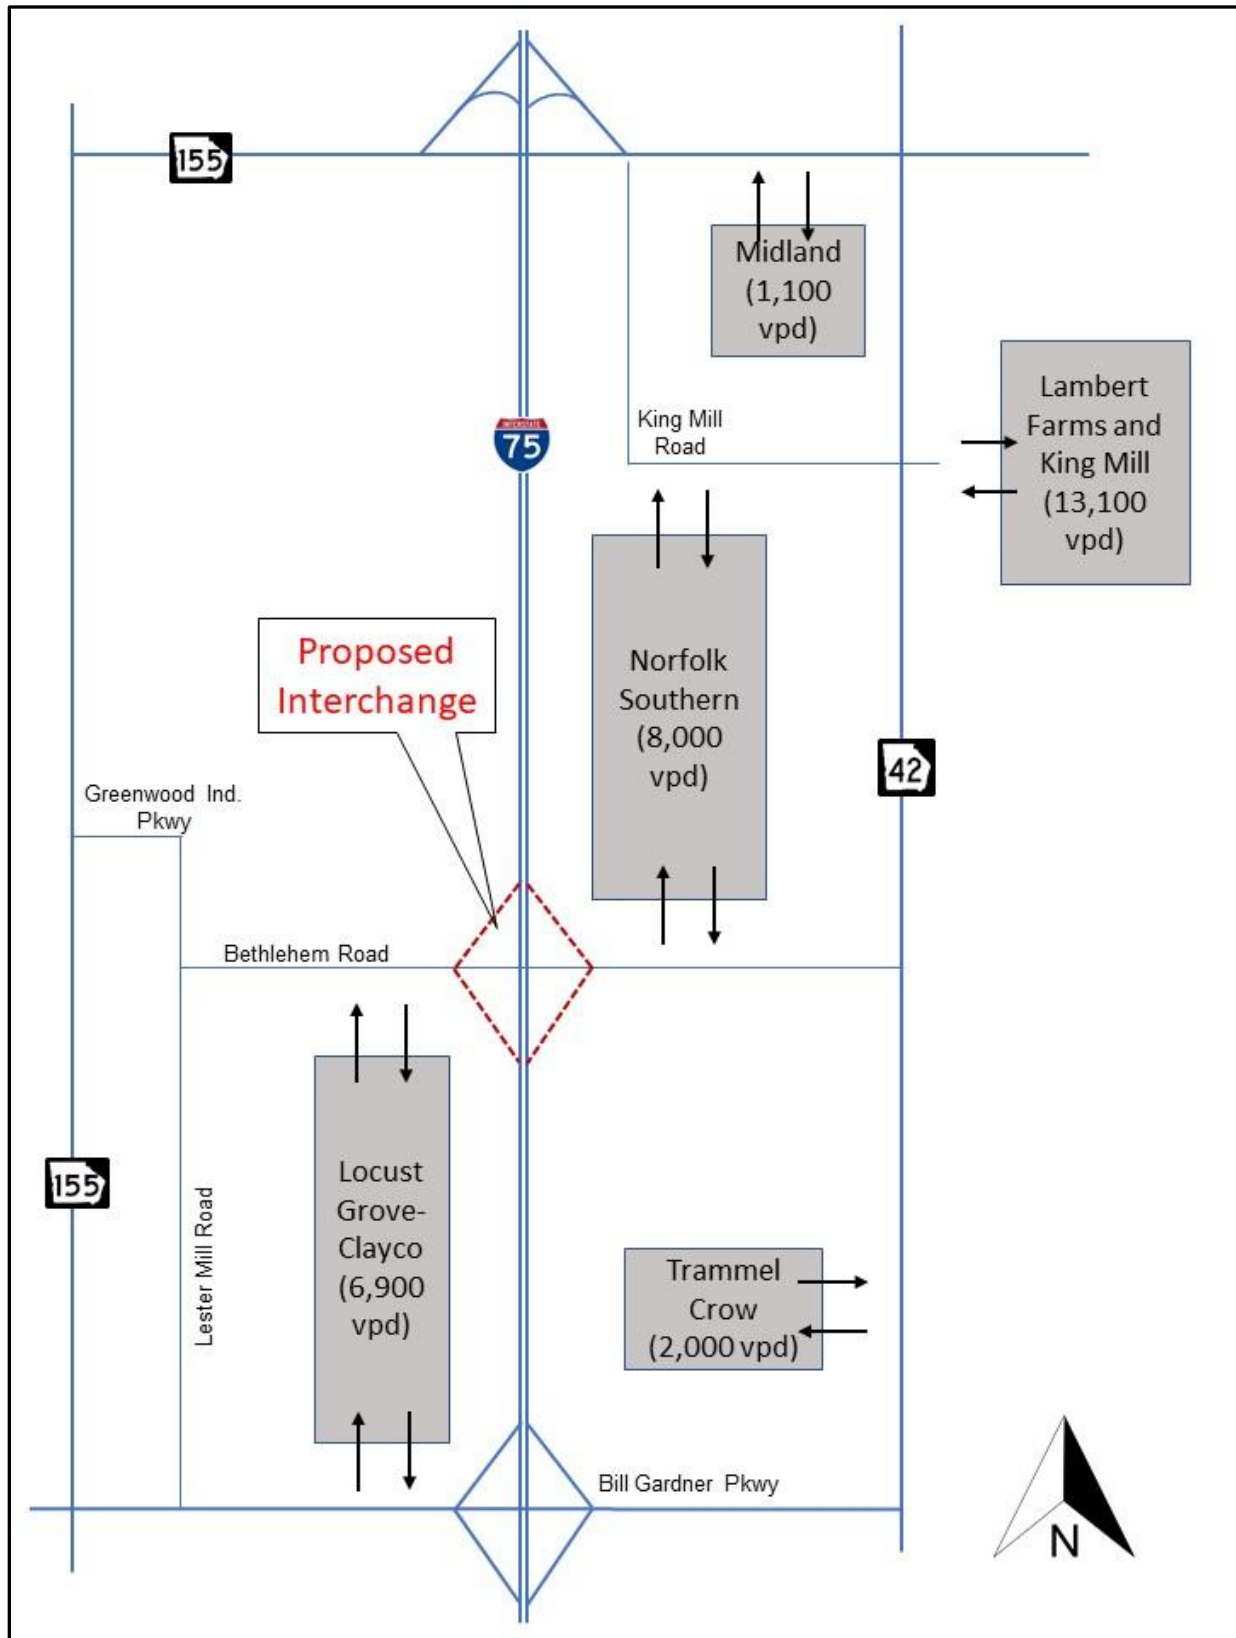 155
Midland
(1,100
vpd)
Lambert
Farms and
King Mill
(13,100
vpd)
King Mill
Road
INTERSTATE
75
Norfolk
Southern
(8,000
vpd)
Proposed
Interchange
42
Greenwood Ind.
Pkwy
Bethlehem Road
Locust
Grove-
Clayco
(6,900
vpd)
155
Lester Mill Road
Trammel
Crow
(2,000 vpd)
Bill Gardner Pkwy
N